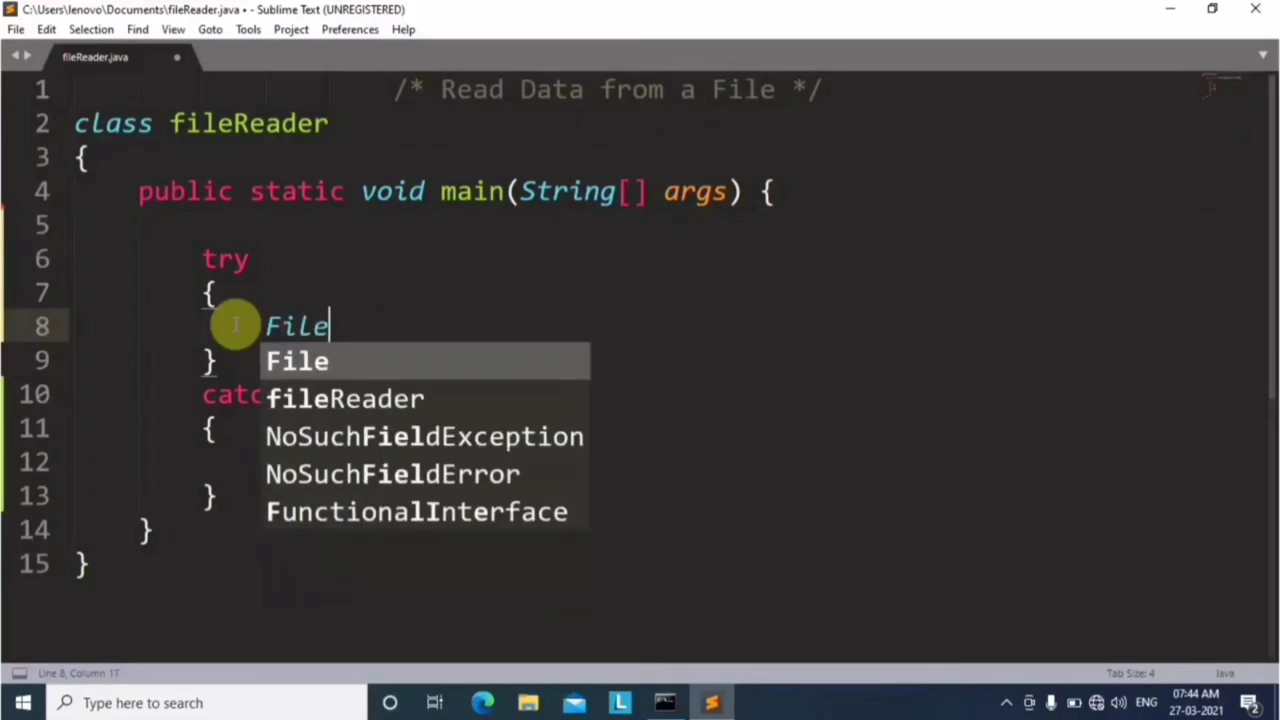 C:\Users\lenovo\Documents\fileReader.java • - Sublime Text (UNREGISTERED)
File Edit Selection Find View Goto Tools Project Preferences Help
fileReader.java
1 /* Read Data from a File */
2 class fileReader
3 {
4 public static void main(String[] args) {
5
6 try
7 {
8 File
File
9 }
fileReader
10 catc
NoSuchFieldException
11 {
NoSuchFieldError
12
FunctionalInterface
13 }
14 }
15 }
Line 8, Column 17 Tab Size: 4 Java
Type here to search L ENG 07:44 AM
27-03-2021 2